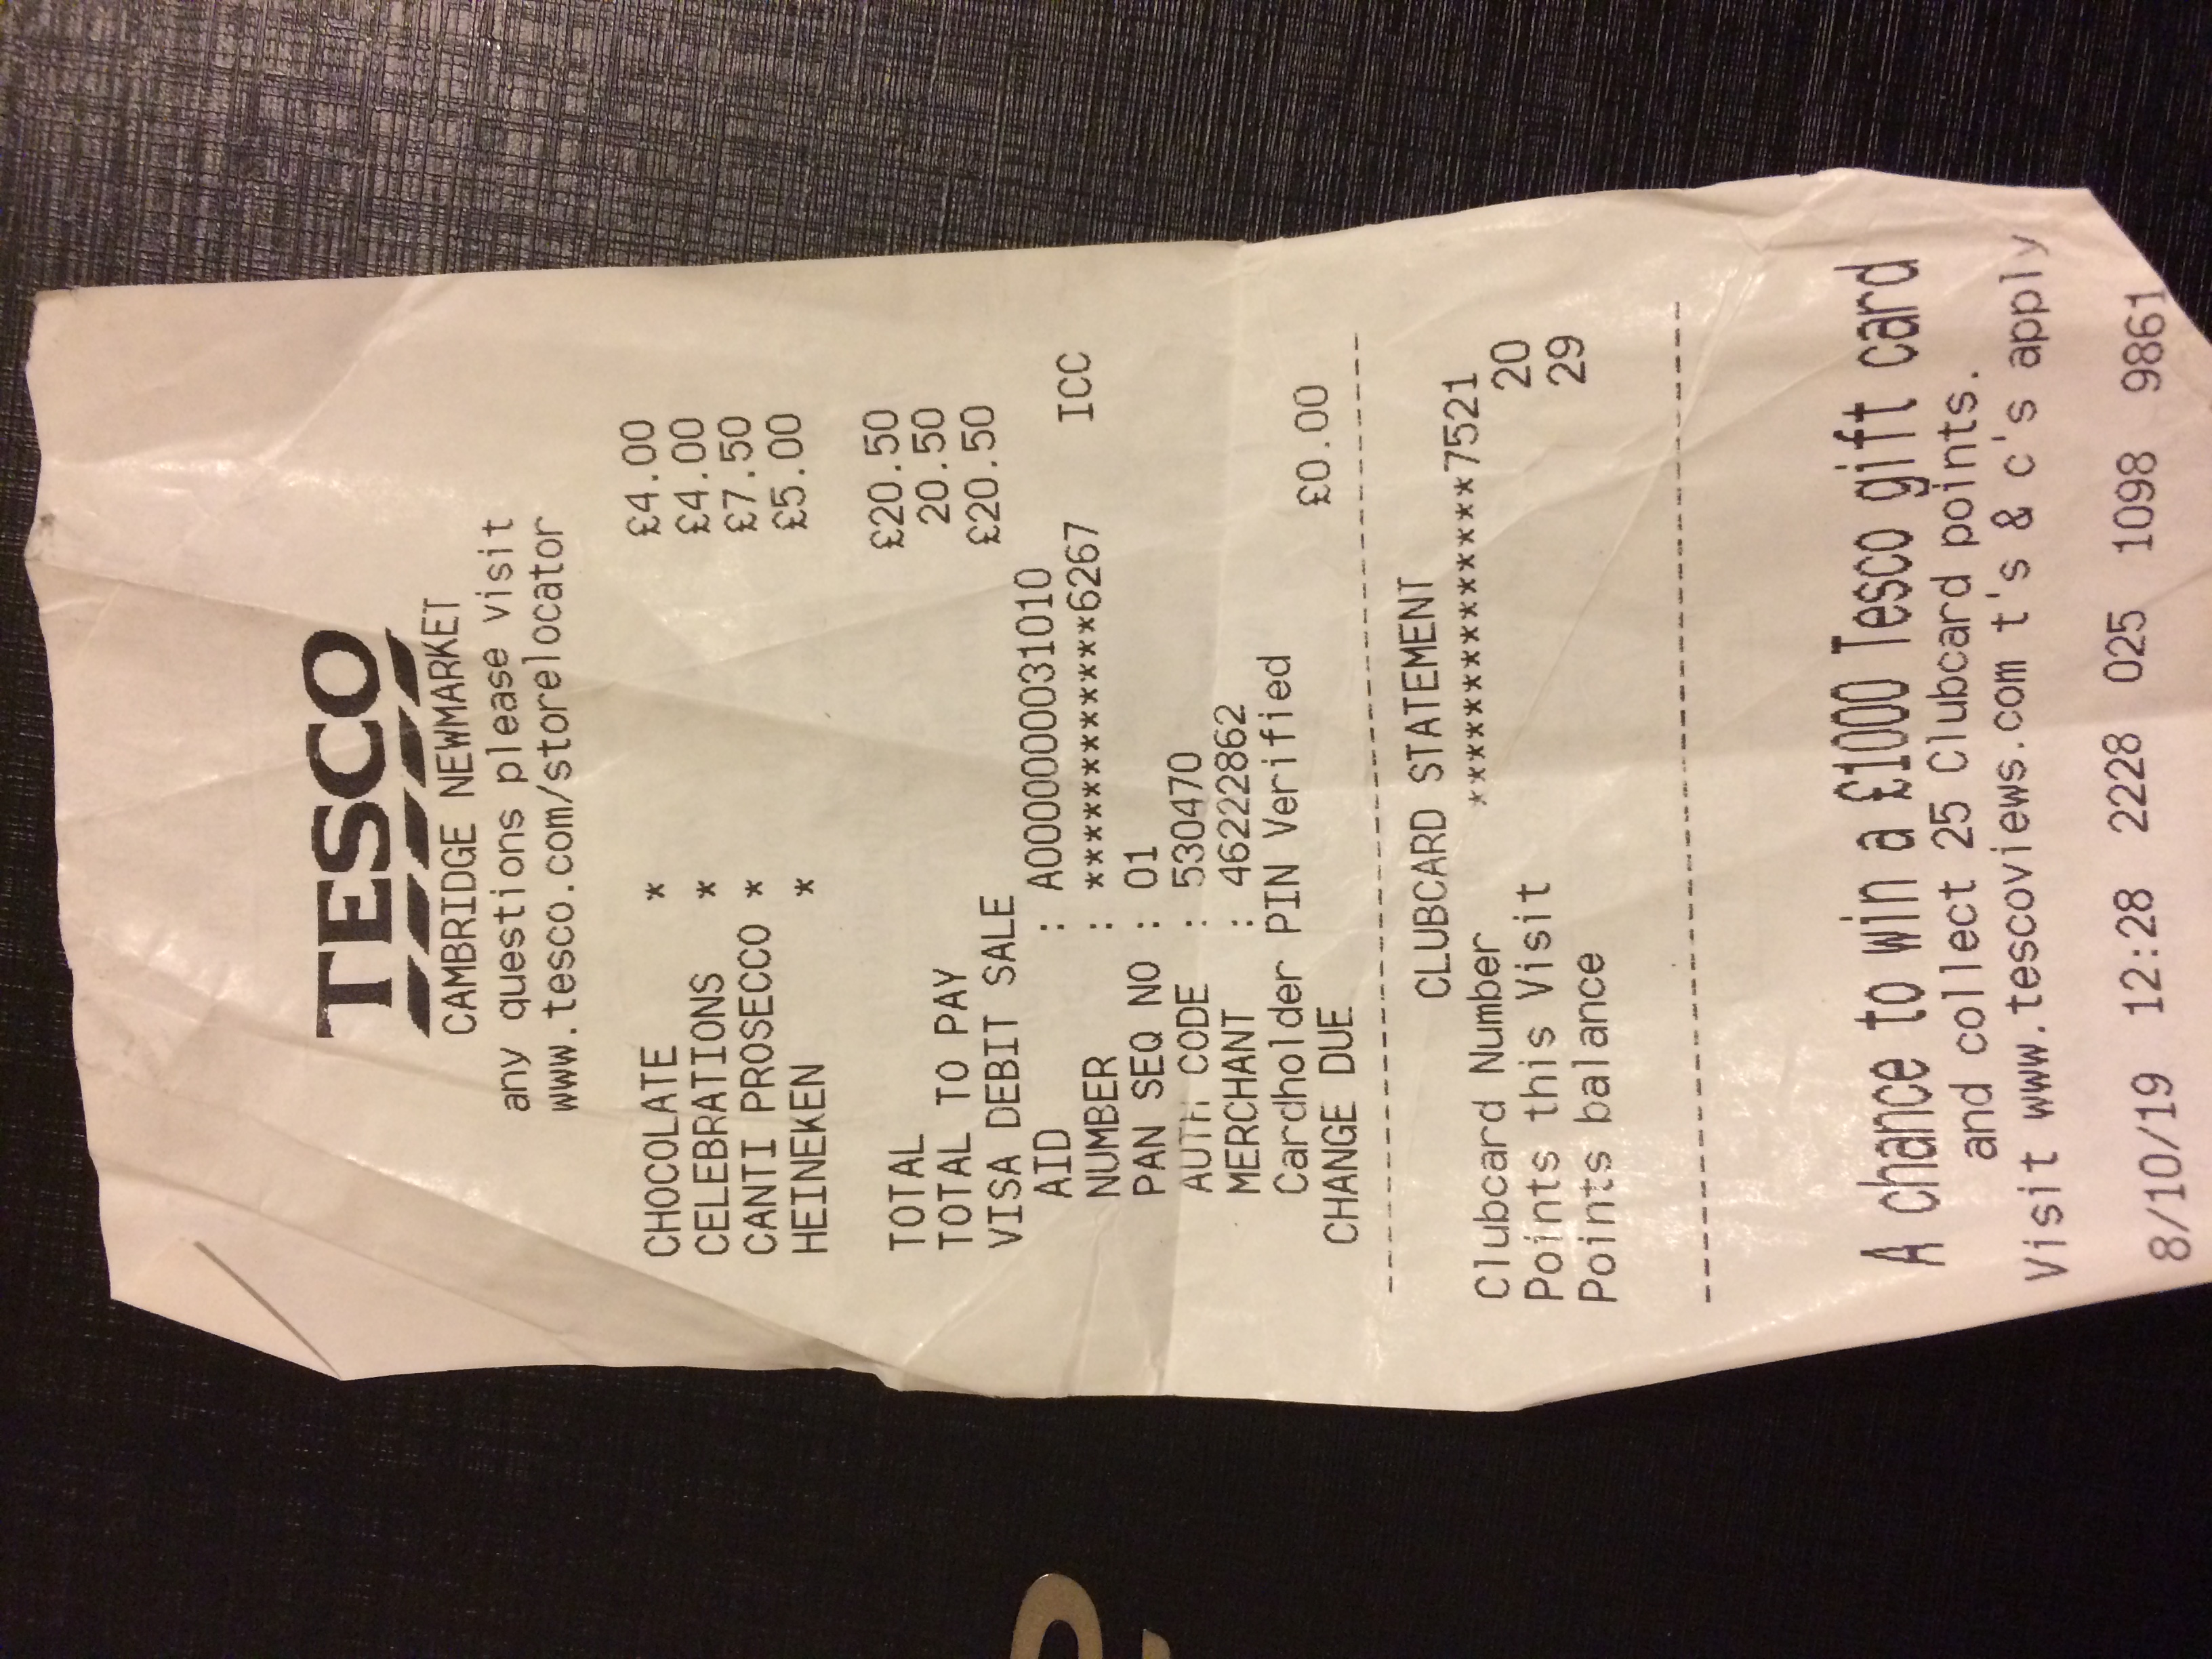 TESCO
CAMBRIDGE NEWMARKET
any questions please visit
www.tesco.com/storelocator
CHOCOLATE * £4.00
CELEBRATIONS * £4.00
CANTI PROSECCO * £7.50
HEINEKEN * £5.00
TOTAL £20.50
TOTAL TO PAY 20.50
VISA DEBIT SALE £20.50
AID : A0000000031010
NUMBER : ************6267 ICC
PAN SEQ NO : 01
AUTH CODE : 530470
MERCHANT : 46222862
Cardholder PIN Verified
CHANGE DUE £0.00
CLUBCARD STATEMENT
Clubcard Number **************7521
Points this Visit 20
Points balance 29
A chance to win a £1000 Tesco gift card
and collect 25 Clubcard points.
Visit www.tescoviews.com t's & c's apply
8/10/19 12:28 2228 025 1098 9861